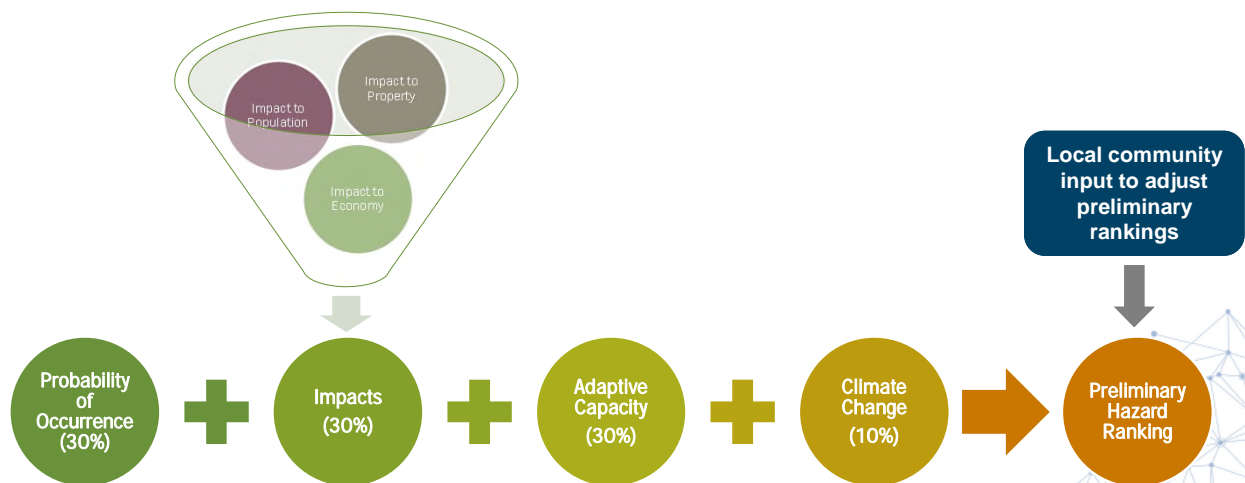 Impact to
Property
Impact to
Population
Impact to
Economy
Local community
input to adjust
preliminary
rankings
Probability
of
Occurrence
(30%)
Impacts
(30%)
Adaptive
Capacity
(30%)
Climate
Change
(10%)
Preliminary
Hazard
Ranking